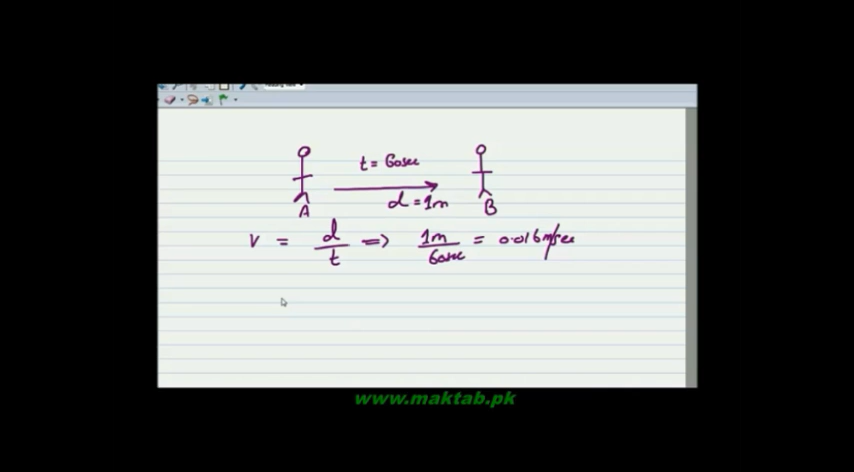 t = 60sec
d = 1m
A
B
v = d/t => 1m/60sec = 0.016m/sec
www.maktab.pk